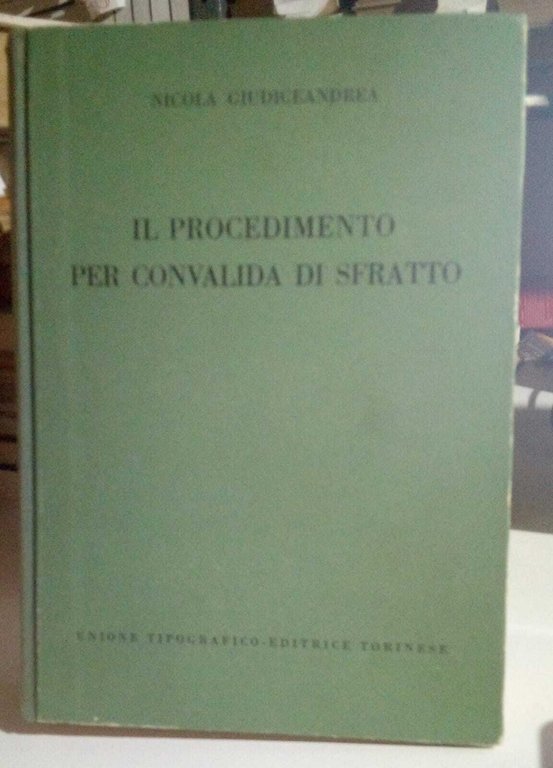 NICOLA GIUDICEANDREA
IL PROCEDIMENTO
PER CONVALIDA DI SFRATTO
UNIONE TIPOGRAFICO-EDITRICE TORINESE